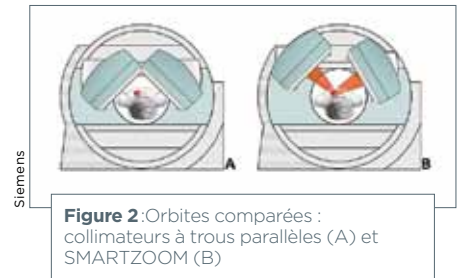 Siemens
A
B
Figure 2 :Orbites comparées :
collimateurs à trous parallèles (A) et
SMARTZOOM (B)